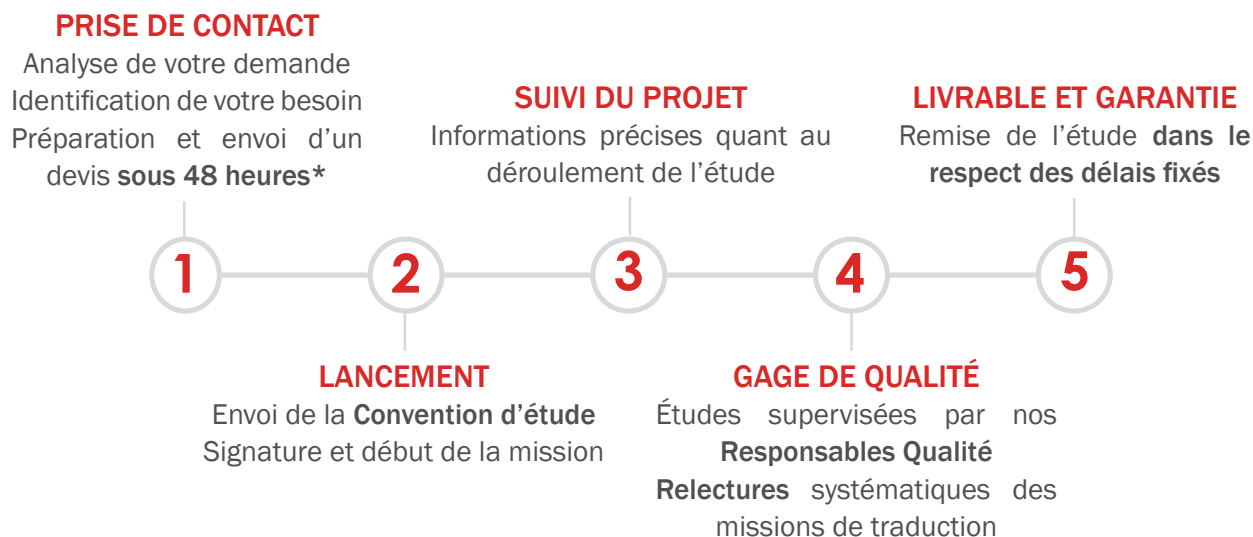 PRISE DE CONTACT
Analyse de votre demande
Identification de votre besoin
Préparation et envoi d'un
devis sous 48 heures*
SUIVI DU PROJET
Informations précises quant au
déroulement de l'étude
LIVRABLE ET GARANTIE
Remise de l'étude dans le
respect des délais fixés
1
2
3
4
5
LANCEMENT
Envoi de la Convention d'étude
Signature et début de la mission
GAGE DE QUALITÉ
Études supervisées par nos
Responsables Qualité
Relectures systématiques des
missions de traduction